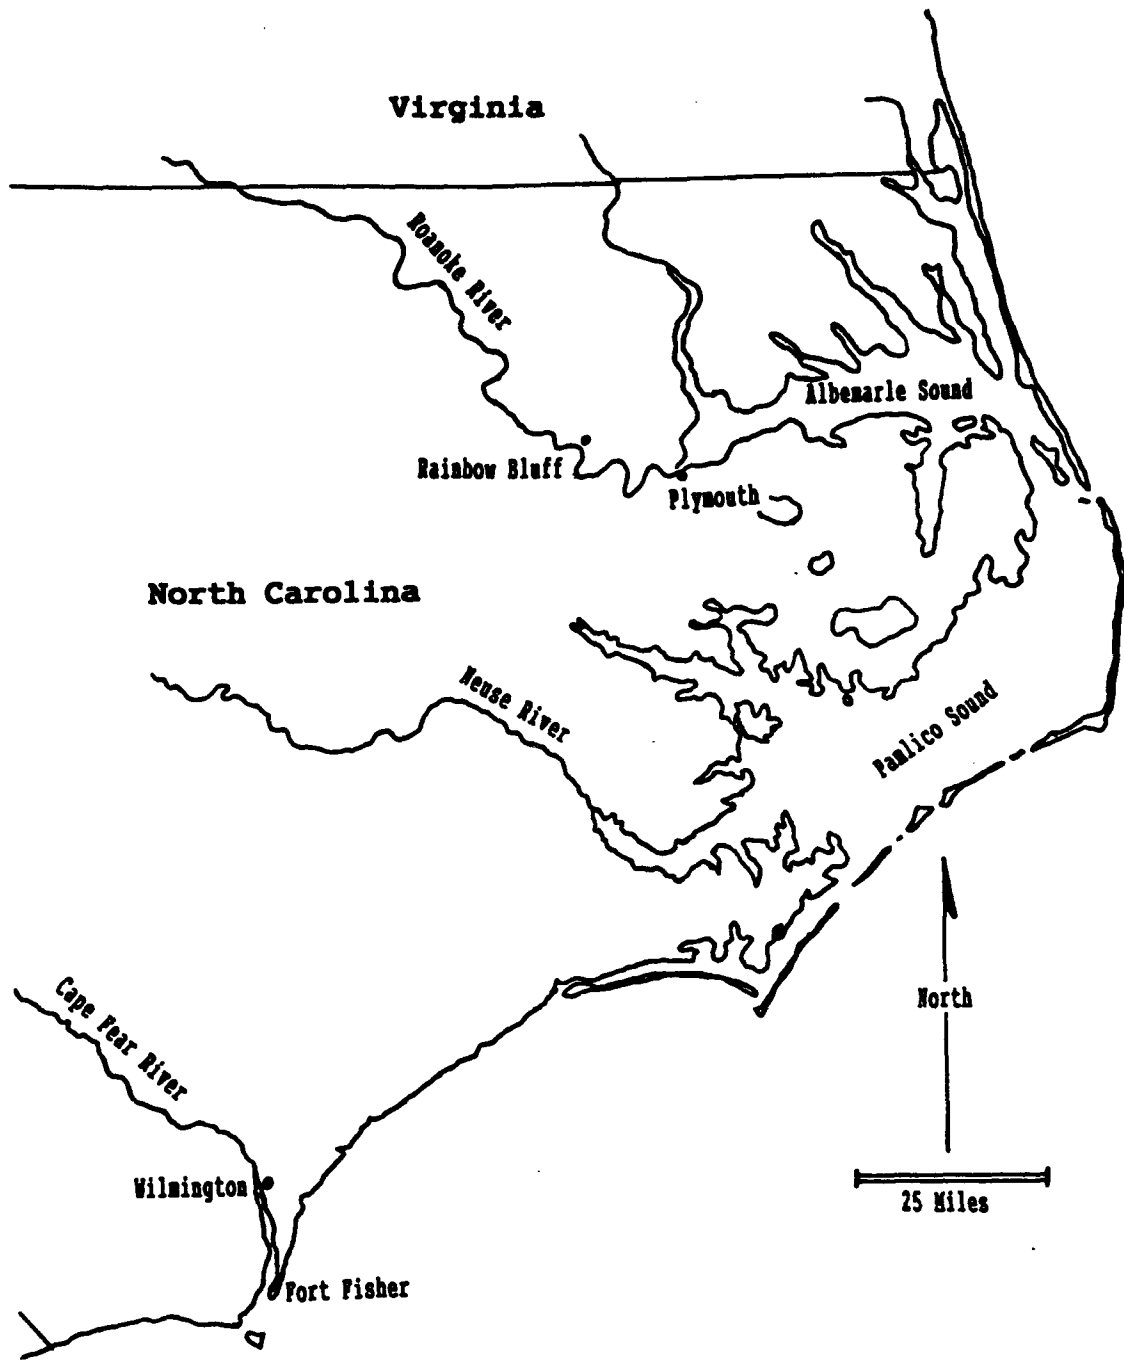 Virginia
Roanoke River
Albemarle Sound
Rainbow Bluff
Plymouth
North Carolina
Neuse River
Pamlico Sound
Cape Fear River
North
Wilmington
25 Miles
Fort Fisher